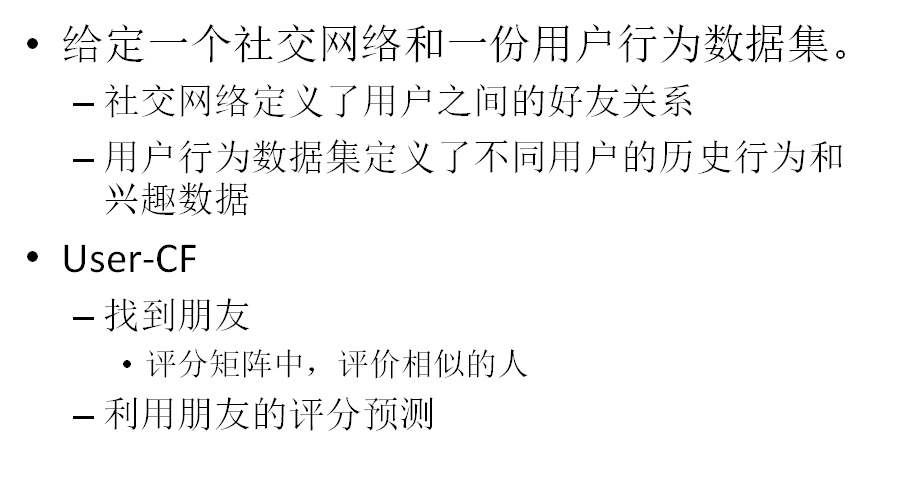 • 给定一个社交网络和一份用户行为数据集。
– 社交网络定义了用户之间的好友关系
– 用户行为数据集定义了不同用户的历史行为和
兴趣数据
• User-CF
– 找到朋友
• 评分矩阵中，评价相似的人
– 利用朋友的评分预测